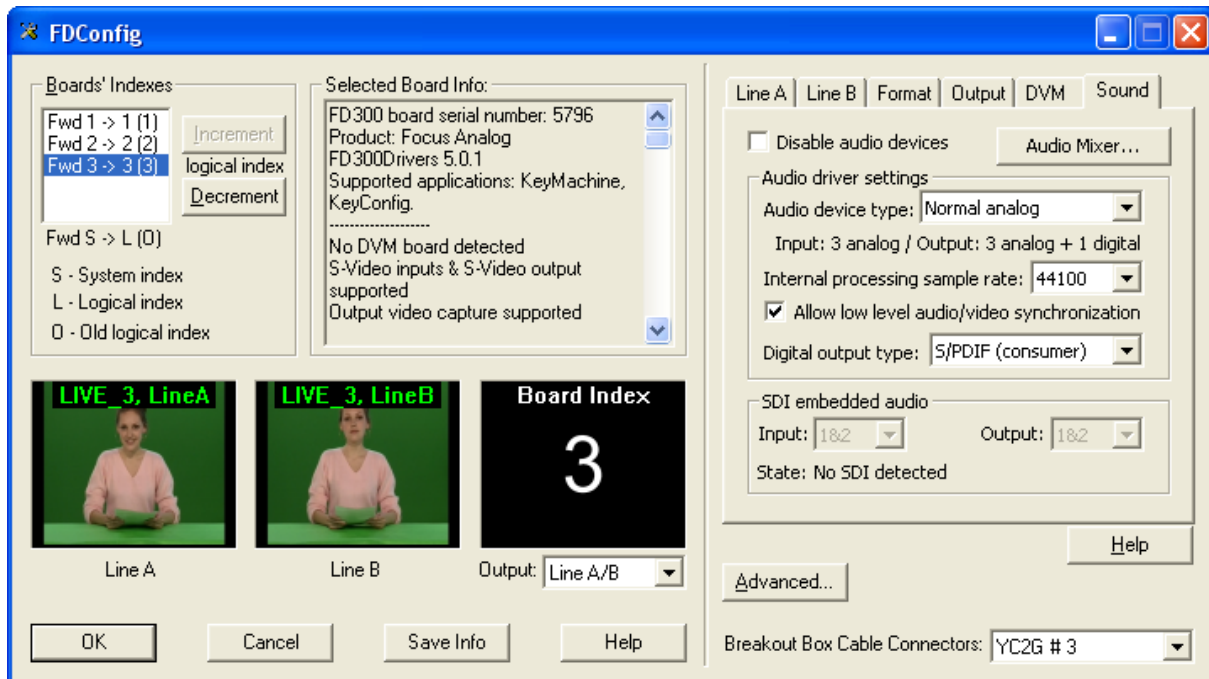 FDConfig
Boards' Indexes
Fwd 1 -> 1 (1)
Fwd 2 -> 2 (2)
Fwd 3 -> 3 (3)
Increment
logical index
Decrement
Fwd S -> L (O)
S - System index
L - Logical index
O - Old logical index
Selected Board Info:
FD300 board serial number: 5796
Product: Focus Analog
FD300Drivers 5.0.1
Supported applications: KeyMachine,
KeyConfig.
--------------------
No DVM board detected
S-Video inputs & S-Video output
supported
Output video capture supported
LIVE_3, LineA
Line A
LIVE_3, LineB
Line B
Board Index
3
Output: Line A/B
OK
Cancel
Save Info
Help
Line A
Line B
Format
Output
DVM
Sound
Disable audio devices
Audio Mixer...
Audio driver settings
Audio device type: Normal analog
Input: 3 analog / Output: 3 analog + 1 digital
Internal processing sample rate: 44100
Allow low level audio/video synchronization
Digital output type: S/PDIF (consumer)
SDI embedded audio
Input: 1&2
Output: 1&2
State: No SDI detected
Help
Advanced...
Breakout Box Cable Connectors: YC2G # 3